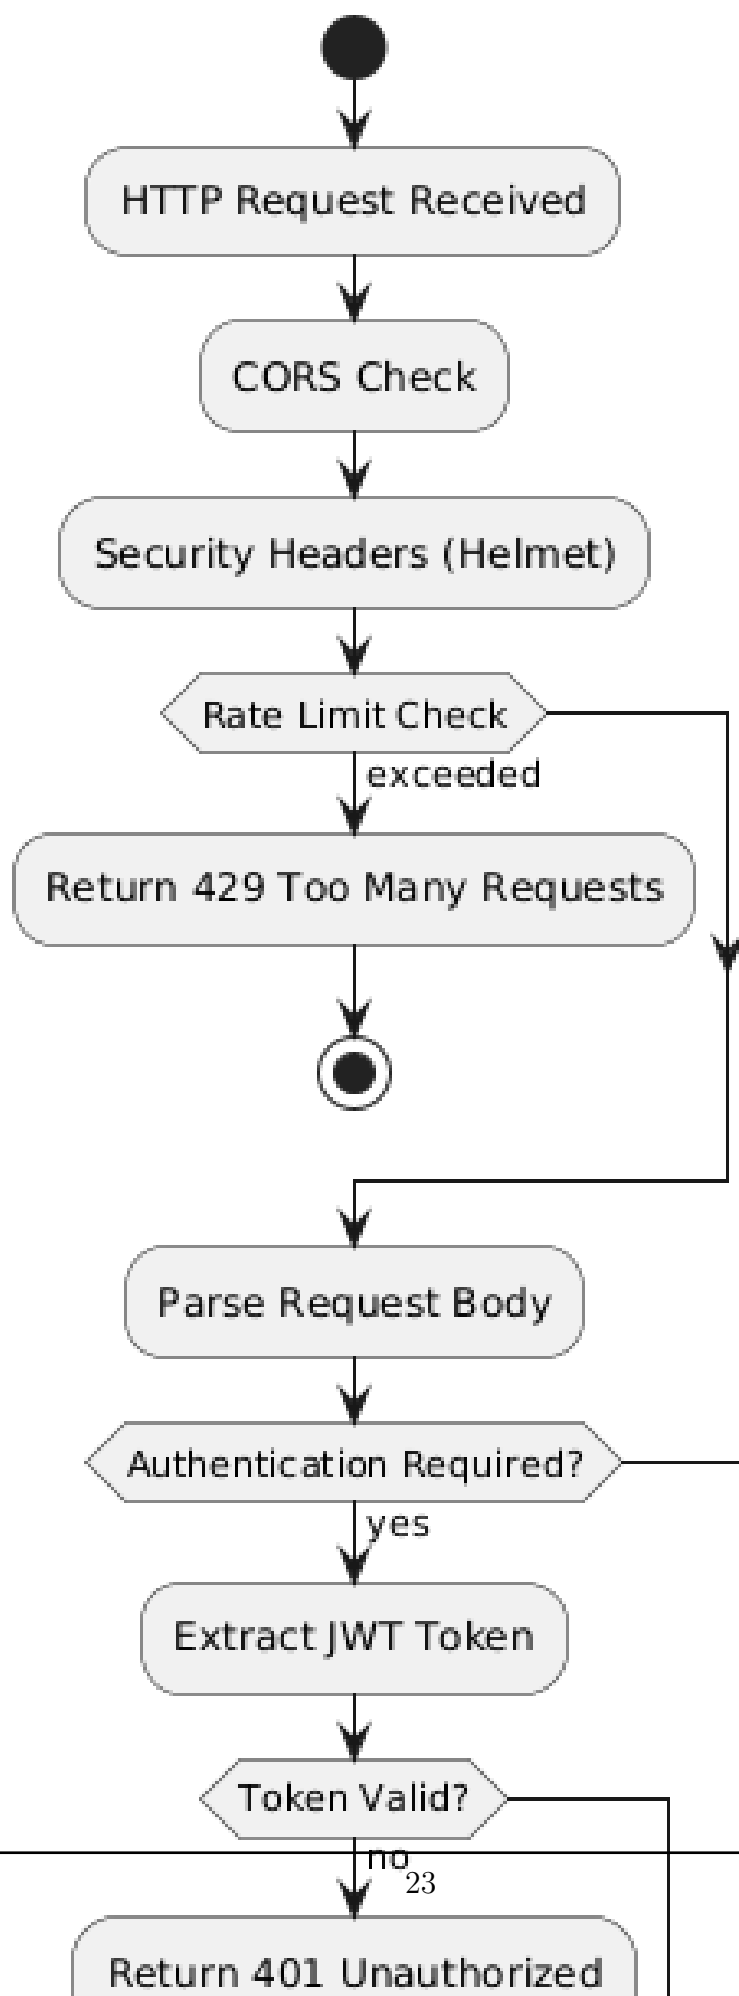 HTTP Request Received
CORS Check
Security Headers (Helmet)
Rate Limit Check
exceeded
Return 429 Too Many Requests
Parse Request Body
Authentication Required?
yes
Extract JWT Token
Token Valid?
no
23
Return 401 Unauthorized